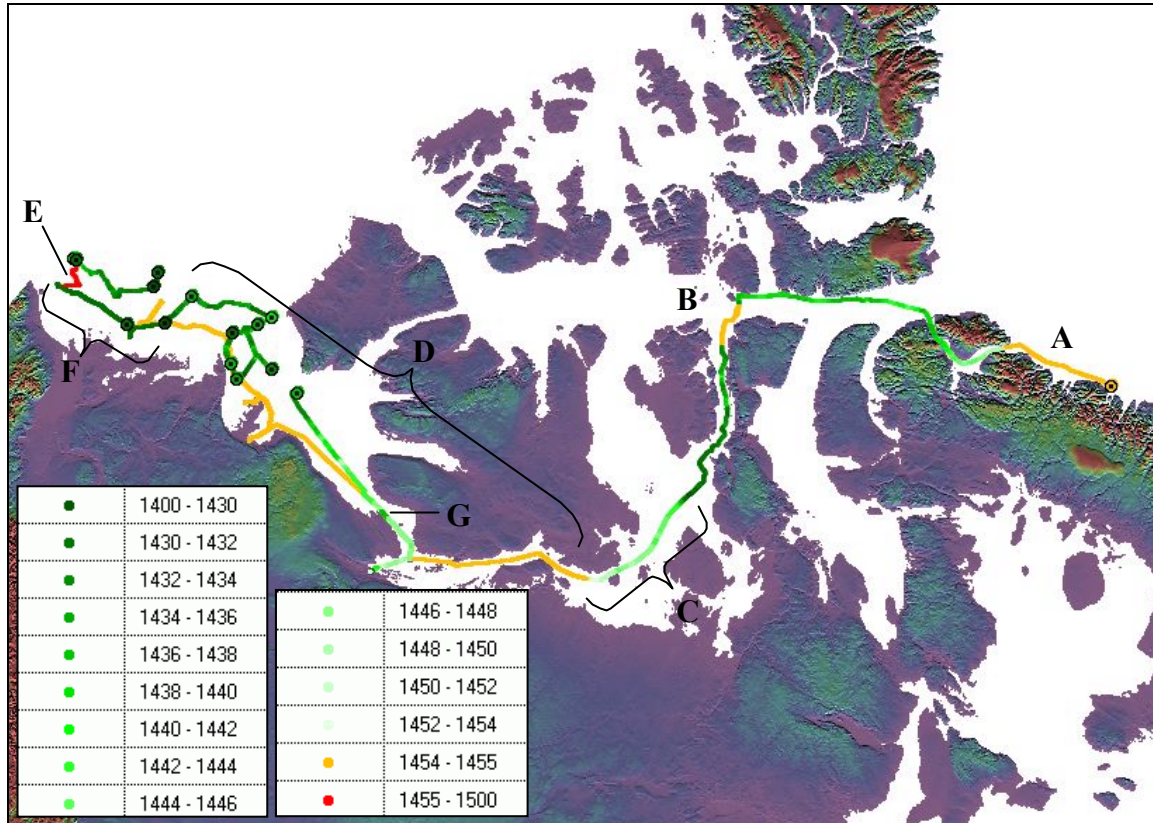 E
B
A
D
F
G
C
1400 - 1430
1430 - 1432
1432 - 1434
1434 - 1436
1436 - 1438
1438 - 1440
1440 - 1442
1442 - 1444
1444 - 1446
1446 - 1448
1448 - 1450
1450 - 1452
1452 - 1454
1454 - 1455
1455 - 1500